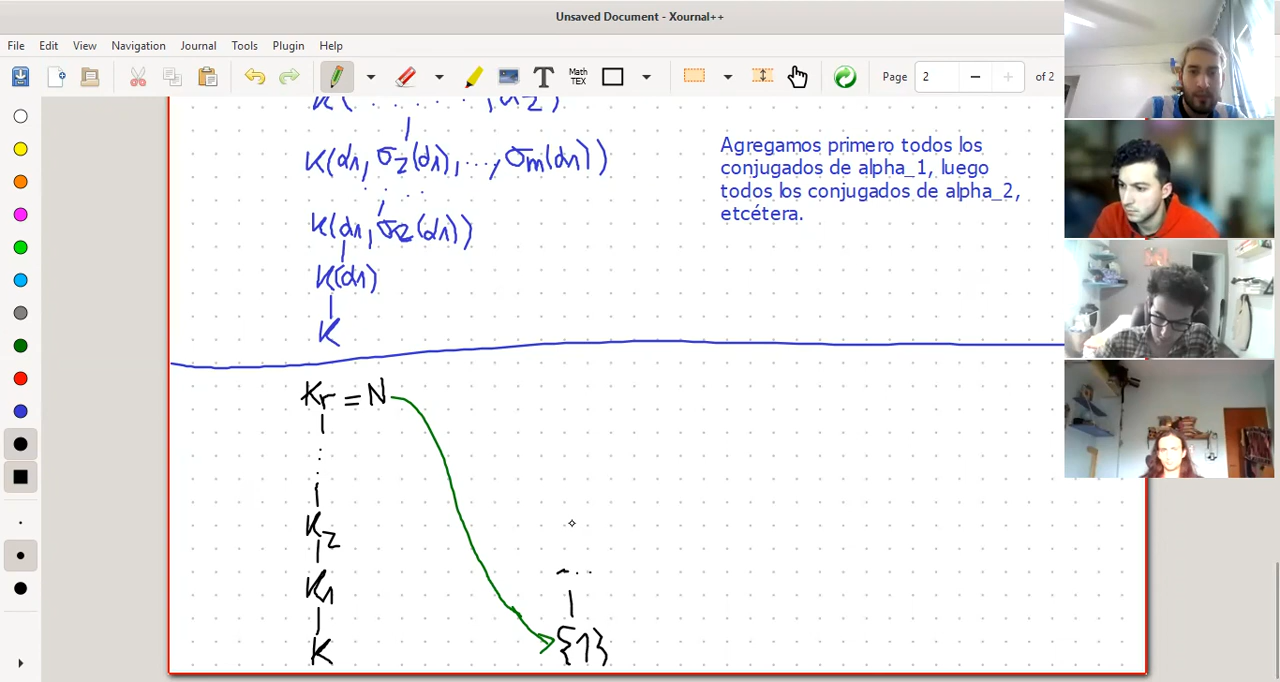 Unsaved Document - Xournal++
File Edit View Navigation Journal Tools Plugin Help
Math TEX
Page 2 of 2
K(α1, σ2(α1), ..., σm(α1))
K(α1, σ2(α1))
K(α1)
K
Agregamos primero todos los
conjugados de alpha_1, luego
todos los conjugados de alpha_2,
etcétera.
Kr = N
K2
K1
K
...
{1}